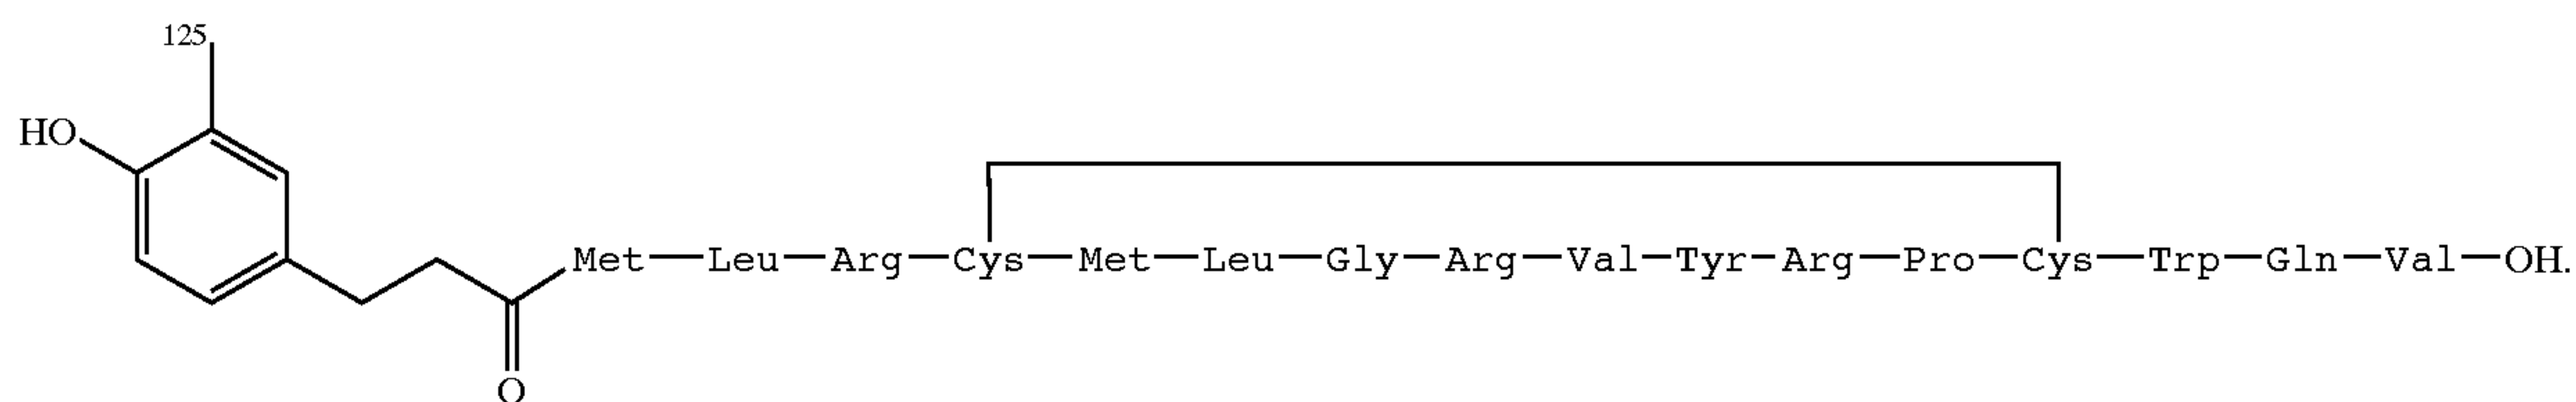 125
HO
Met—Leu—Arg—Cys—Met—Leu—Gly—Arg—Val—Tyr—Arg—Pro—Cys—Trp—Gln—Val—OH.
O